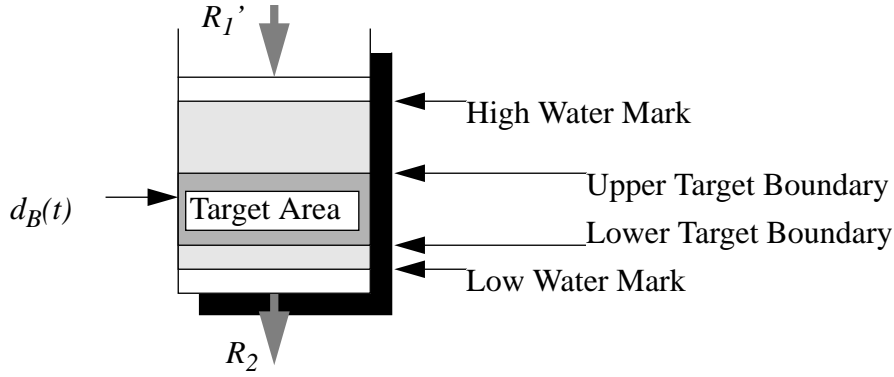 R1’
High Water Mark
Upper Target Boundary
dB(t)
Target Area
Lower Target Boundary
Low Water Mark
R2